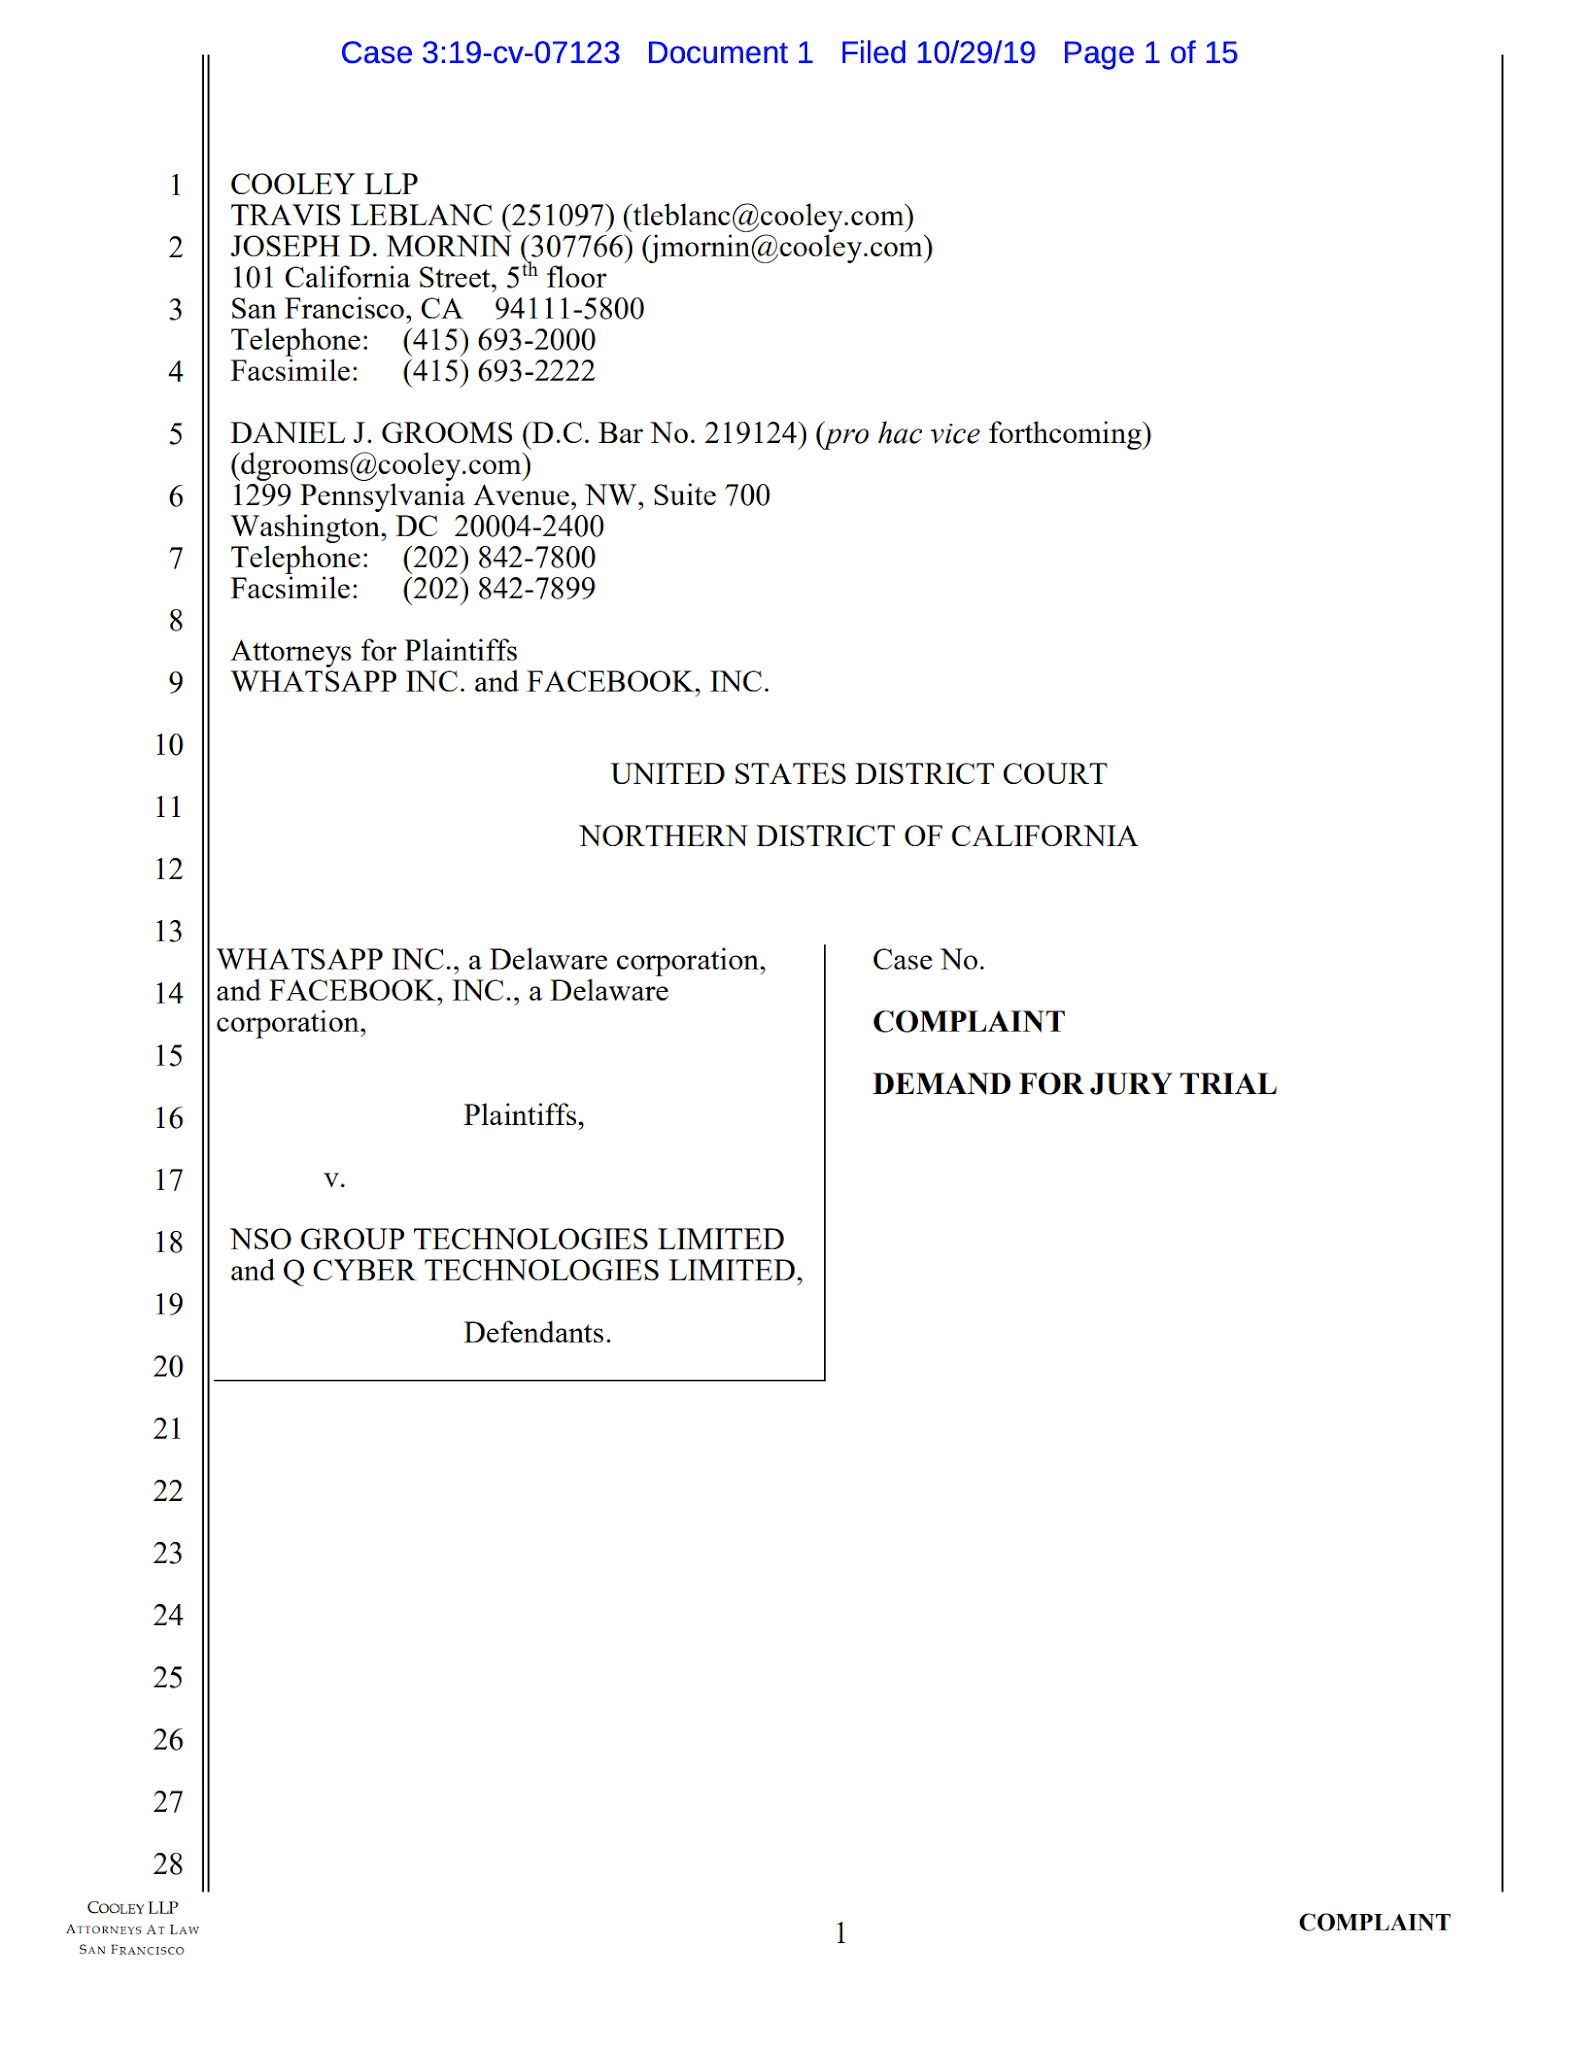 Case 3:19-cv-07123 Document 1 Filed 10/29/19 Page 1 of 15
1 COOLEY LLP
TRAVIS LEBLANC (251097) (tleblanc@cooley.com)
2 JOSEPH D. MORNIN (307766) (jmornin@cooley.com)
101 California Street, 5th floor
3 San Francisco, CA 94111-5800
Telephone: (415) 693-2000
4 Facsimile: (415) 693-2222
5 DANIEL J. GROOMS (D.C. Bar No. 219124) (pro hac vice forthcoming)
(dgrooms@cooley.com)
6 1299 Pennsylvania Avenue, NW, Suite 700
Washington, DC 20004-2400
7 Telephone: (202) 842-7800
Facsimile: (202) 842-7899
8
Attorneys for Plaintiffs
9 WHATSAPP INC. and FACEBOOK, INC.
10
UNITED STATES DISTRICT COURT
11
NORTHERN DISTRICT OF CALIFORNIA
12
13
WHATSAPP INC., a Delaware corporation,
14 and FACEBOOK, INC., a Delaware
corporation,
15
16 Plaintiffs,
17 v.
18 NSO GROUP TECHNOLOGIES LIMITED
and Q CYBER TECHNOLOGIES LIMITED,
19
Defendants.
20
Case No.
COMPLAINT
DEMAND FOR JURY TRIAL
21
22
23
24
25
26
27
28
COOLEY LLP
ATTORNEYS AT LAW
SAN FRANCISCO
1
COMPLAINT